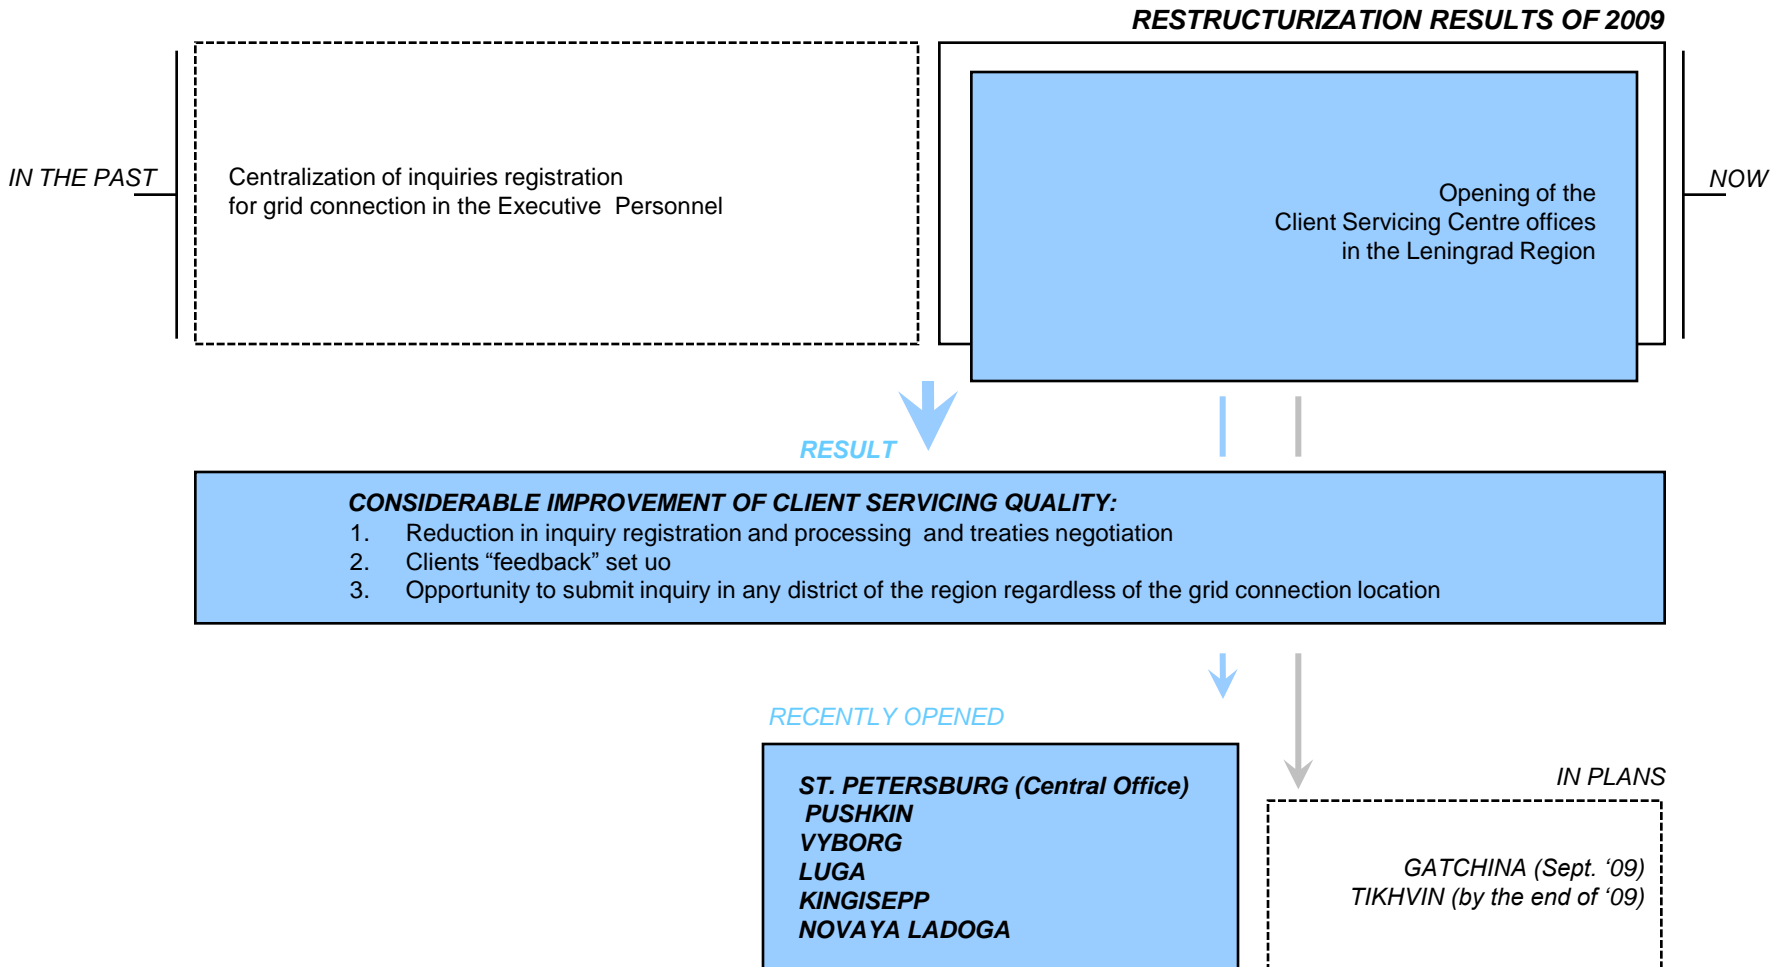 RESTRUCTURIZATION RESULTS OF 2009
IN THE PAST
Centralization of inquiries registration
for grid connection in the Executive Personnel
Opening of the
Client Servicing Centre offices
in the Leningrad Region
NOW
RESULT
CONSIDERABLE IMPROVEMENT OF CLIENT SERVICING QUALITY:
1. Reduction in inquiry registration and processing and treaties negotiation
2. Clients “feedback” set uo
3. Opportunity to submit inquiry in any district of the region regardless of the grid connection location
RECENTLY OPENED
ST. PETERSBURG (Central Office)
PUSHKIN
VYBORG
LUGA
KINGISEPP
NOVAYA LADOGA
IN PLANS
GATCHINA (Sept. ‘09)
TIKHVIN (by the end of ‘09)